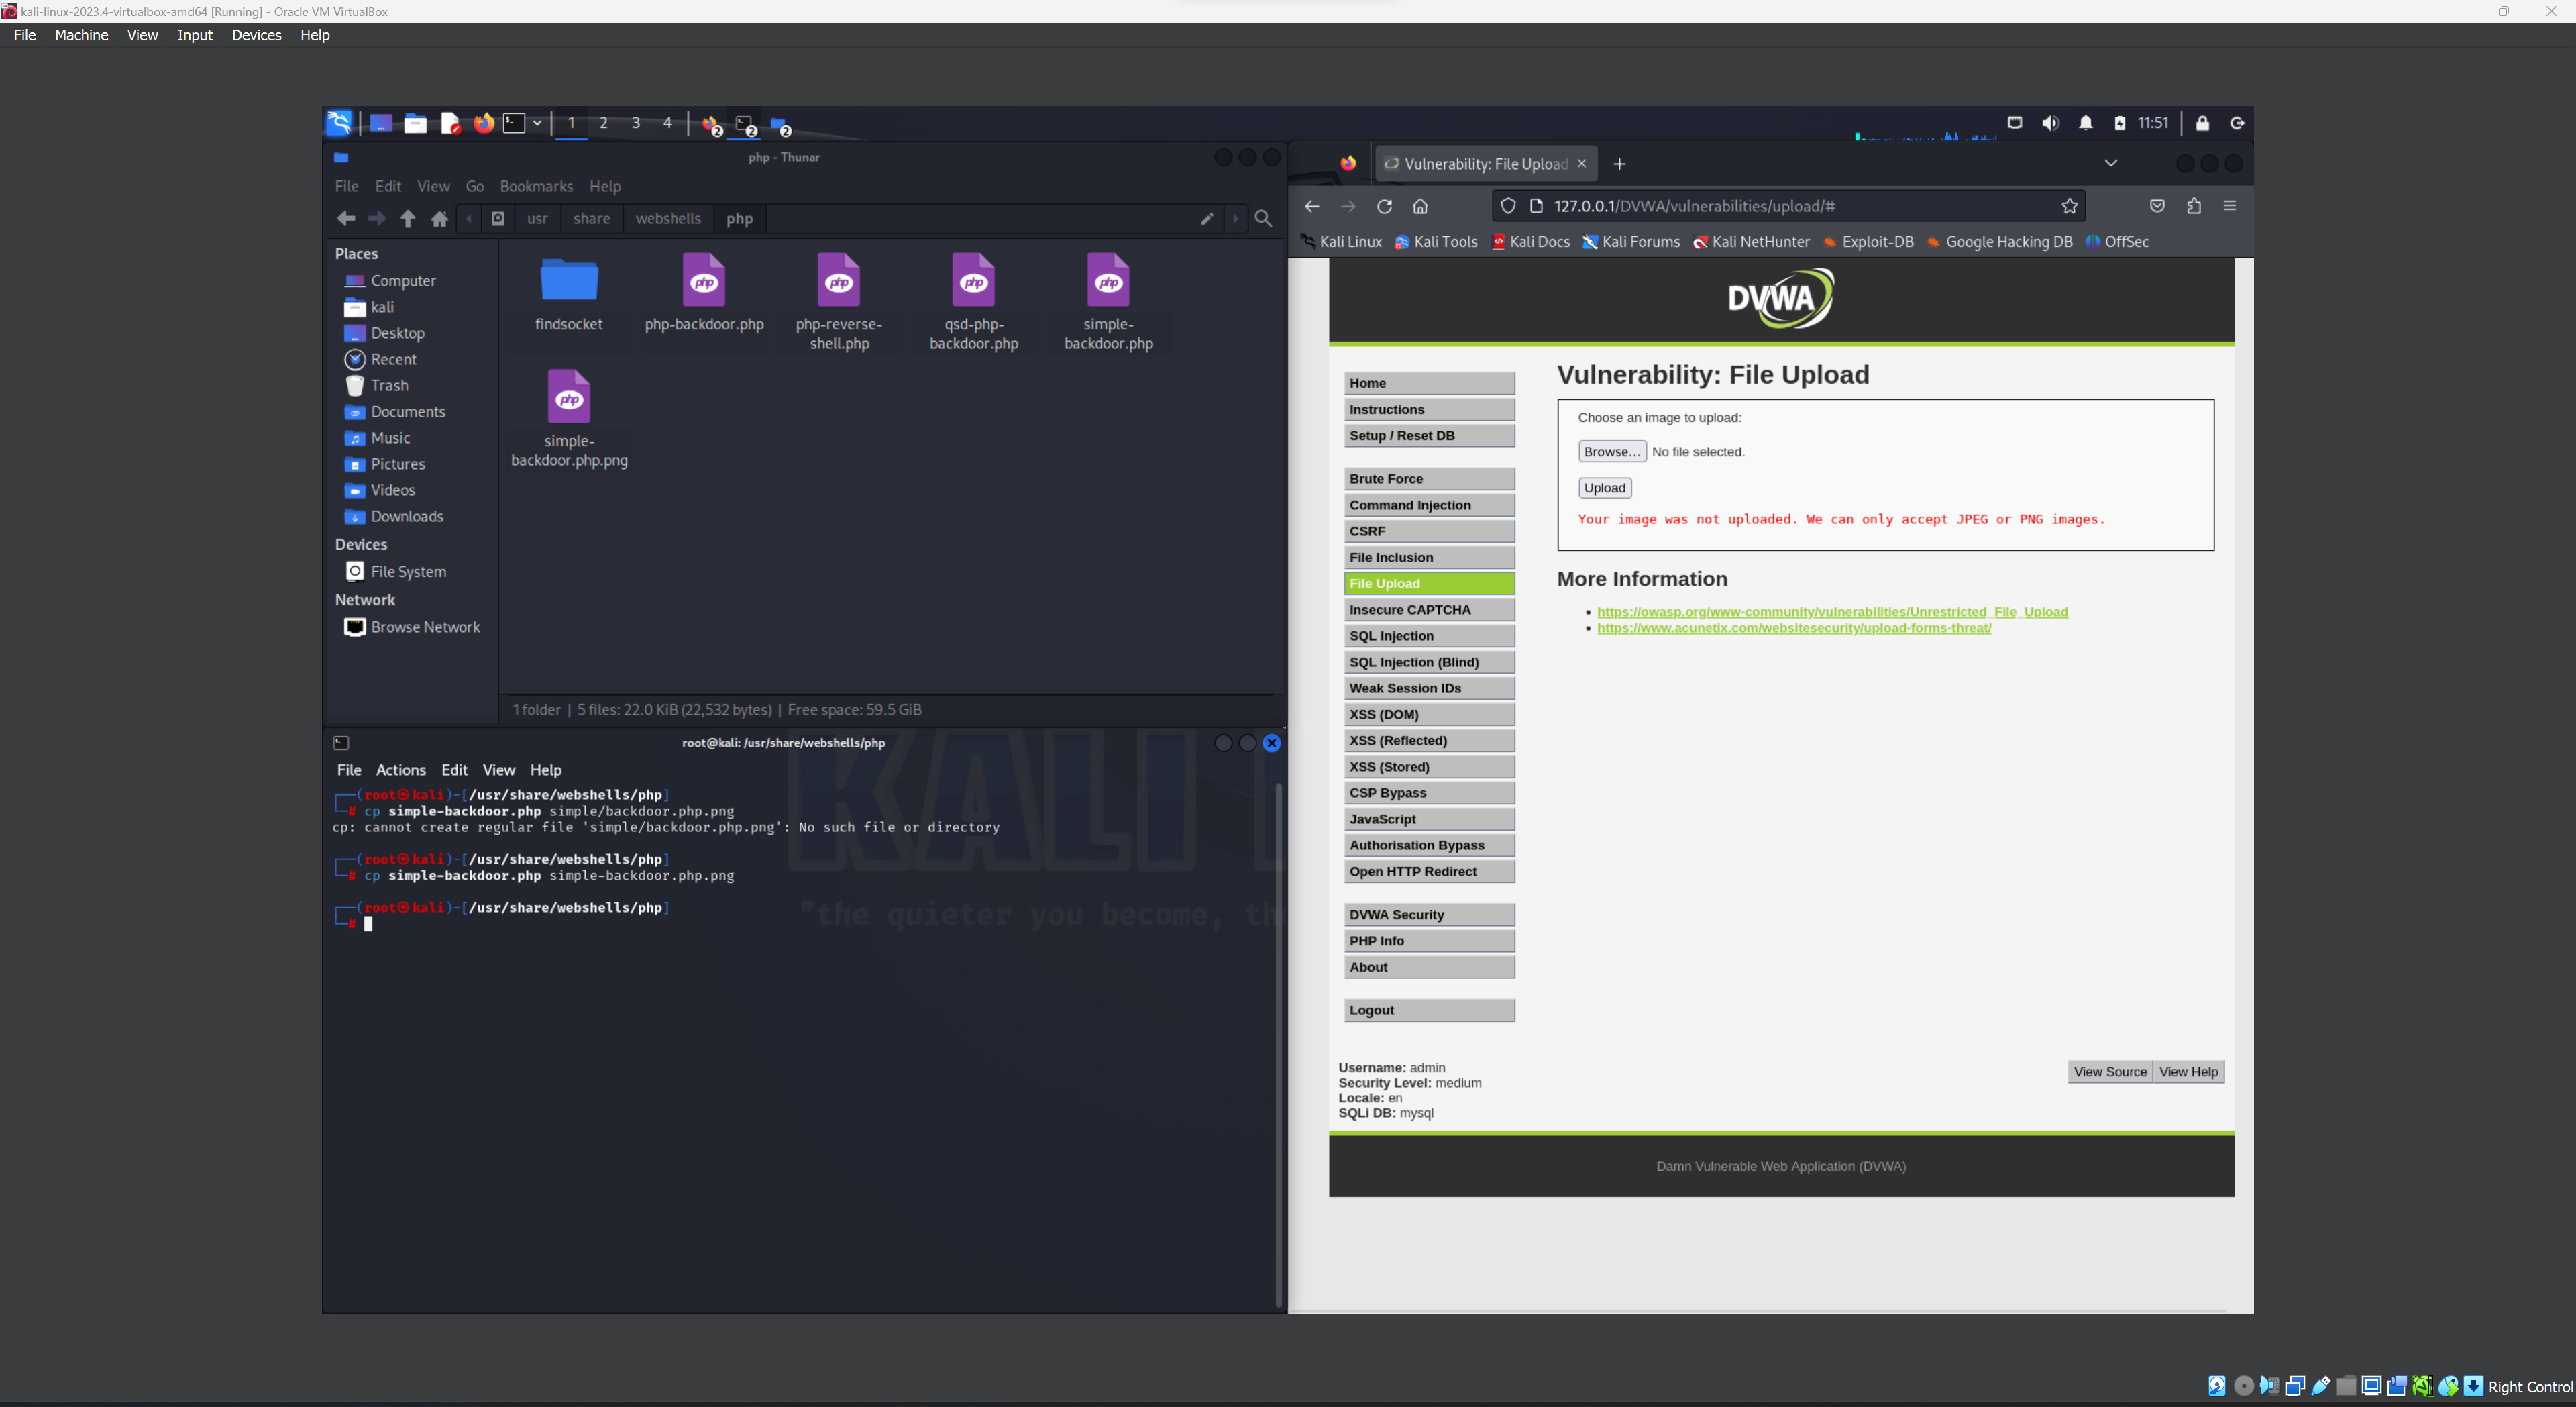 kali-linux-2023.4-virtualbox-amd64 [Running] - Oracle VM VirtualBox
File Machine View Input Devices Help
1 2 3 4 2 2 2 11:51
php - Thunar
File Edit View Go Bookmarks Help
usr share webshells php
Places
Computer
kali
Desktop
Recent
Trash
Documents
Music
Pictures
Videos
Downloads
Devices
File System
Network
Browse Network
findsocket
php-backdoor.php
php-reverse-
shell.php
qsd-php-
backdoor.php
simple-
backdoor.php
simple-
backdoor.php.png
php
php
php
php
php
1 folder | 5 files: 22.0 KiB (22,532 bytes) | Free space: 59.5 GiB
root@kali: /usr/share/webshells/php
File Actions Edit View Help
(root㉿kali)-[/usr/share/webshells/php]
# cp simple-backdoor.php simple/backdoor.php.png
cp: cannot create regular file 'simple/backdoor.php.png': No such file or directory
(root㉿kali)-[/usr/share/webshells/php]
# cp simple-backdoor.php simple-backdoor.php.png
(root㉿kali)-[/usr/share/webshells/php]
#
KALI
"the quieter you become, th
Vulnerability: File Upload
127.0.0.1/DVWA/vulnerabilities/upload/#
Kali Linux Kali Tools Kali Docs Kali Forums Kali NetHunter Exploit-DB Google Hacking DB OffSec
DVWA
Home
Instructions
Setup / Reset DB
Brute Force
Command Injection
CSRF
File Inclusion
File Upload
Insecure CAPTCHA
SQL Injection
SQL Injection (Blind)
Weak Session IDs
XSS (DOM)
XSS (Reflected)
XSS (Stored)
CSP Bypass
JavaScript
Authorisation Bypass
Open HTTP Redirect
DVWA Security
PHP Info
About
Logout
Vulnerability: File Upload
Choose an image to upload:
Browse... No file selected.
Upload
Your image was not uploaded. We can only accept JPEG or PNG images.
More Information
https://owasp.org/www-community/vulnerabilities/Unrestricted_File_Upload
https://www.acunetix.com/websitesecurity/upload-forms-threat/
Username: admin
Security Level: medium
Locale: en
SQLi DB: mysql
View Source View Help
Damn Vulnerable Web Application (DVWA)
Right Control